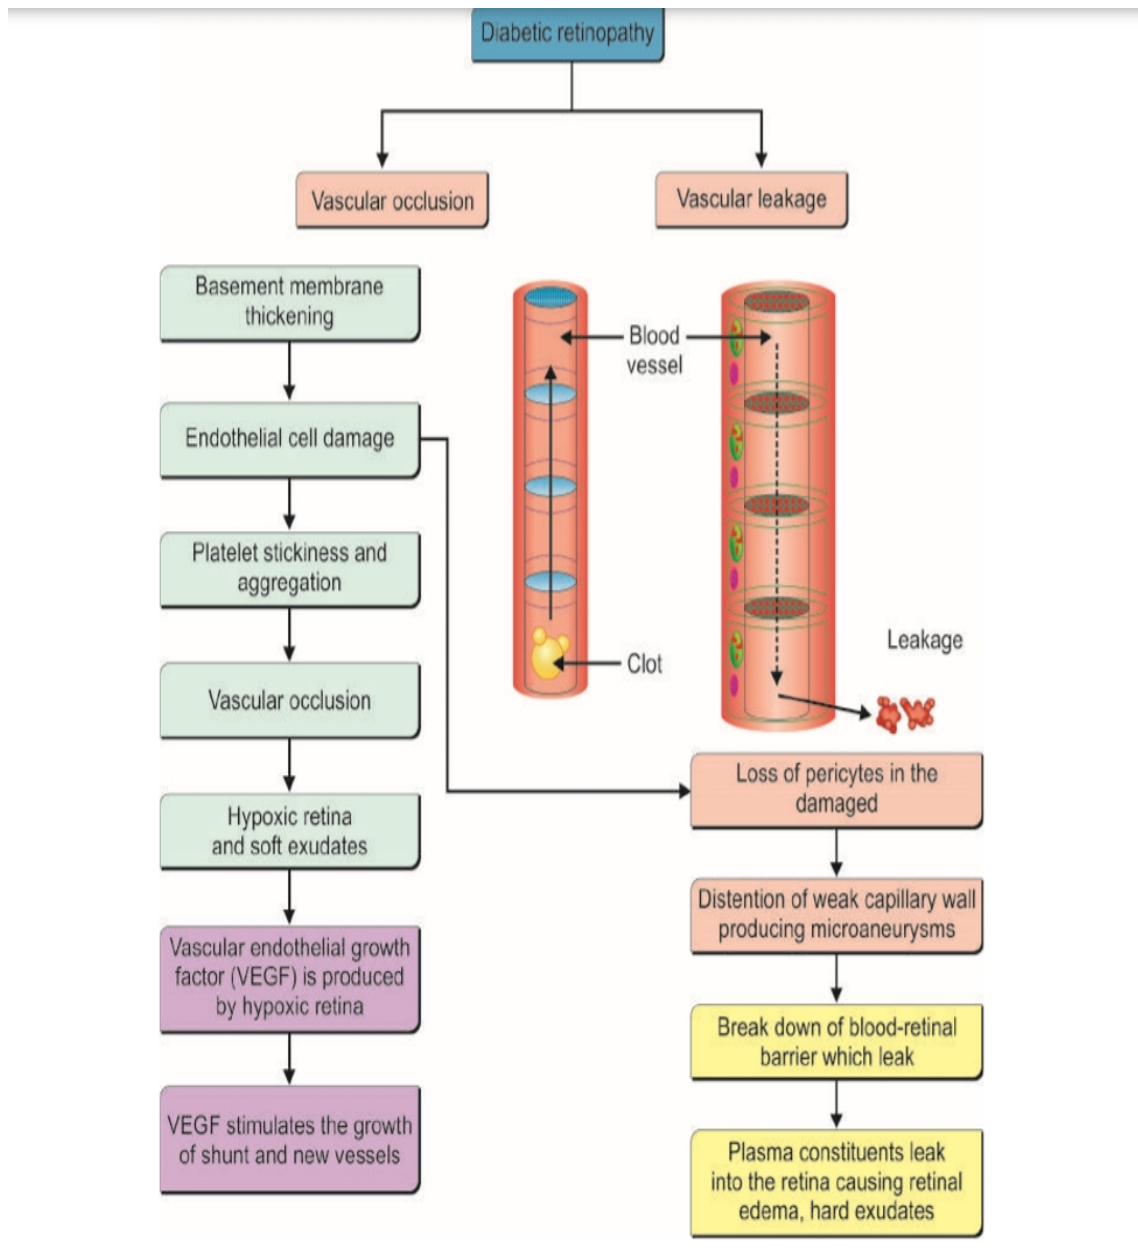 Diabetic retinopathy
Vascular occlusion
Vascular leakage
Basement membrane
thickening
Endothelial cell damage
Platelet stickiness and
aggregation
Vascular occlusion
Hypoxic retina
and soft exudates
Vascular endothelial growth
factor (VEGF) is produced
by hypoxic retina
VEGF stimulates the growth
of shunt and new vessels
Blood
vessel
Clot
Leakage
Loss of pericytes in the
damaged
Distention of weak capillary wall
producing microaneurysms
Break down of blood-retinal
barrier which leak
Plasma constituents leak
into the retina causing retinal
edema, hard exudates